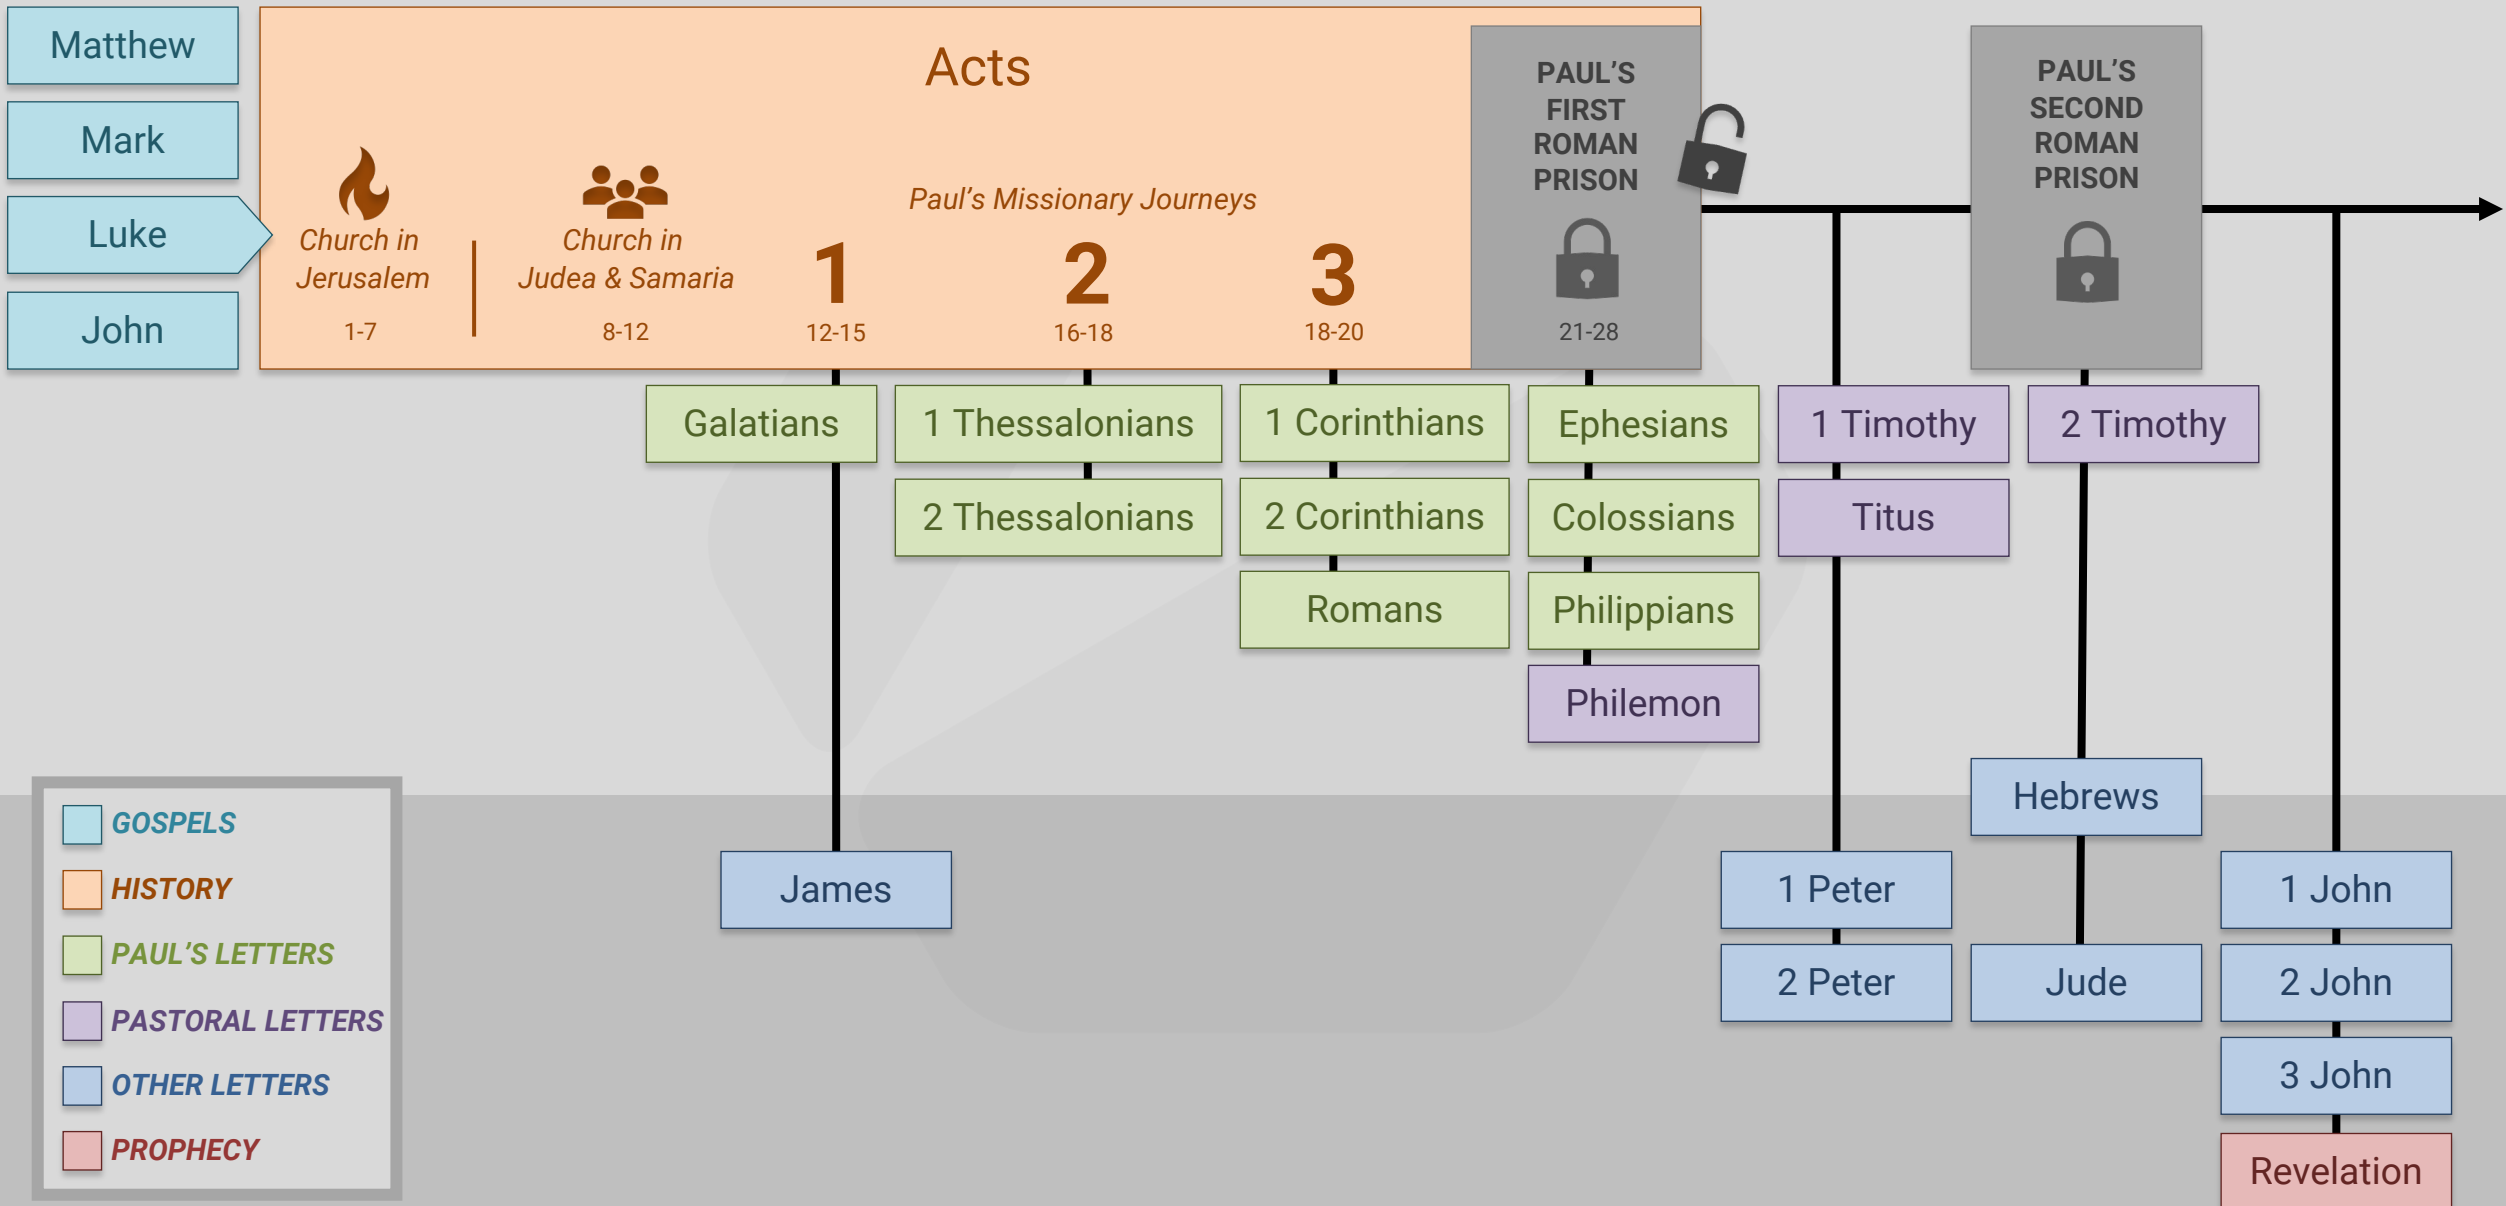 Matthew
Mark
Luke
John
Acts
Church in
Jerusalem
1-7
Church in
Judea & Samaria
8-12
Paul’s Missionary Journeys
1
12-15
2
16-18
3
18-20
PAUL’S
FIRST
ROMAN
PRISON
21-28
PAUL’S
SECOND
ROMAN
PRISON
Galatians
James
1 Thessalonians
2 Thessalonians
1 Corinthians
2 Corinthians
Romans
Ephesians
Colossians
Philippians
Philemon
1 Timothy
Titus
1 Peter
2 Peter
2 Timothy
Hebrews
Jude
1 John
2 John
3 John
Revelation
GOSPELS
HISTORY
PAUL’S LETTERS
PASTORAL LETTERS
OTHER LETTERS
PROPHECY